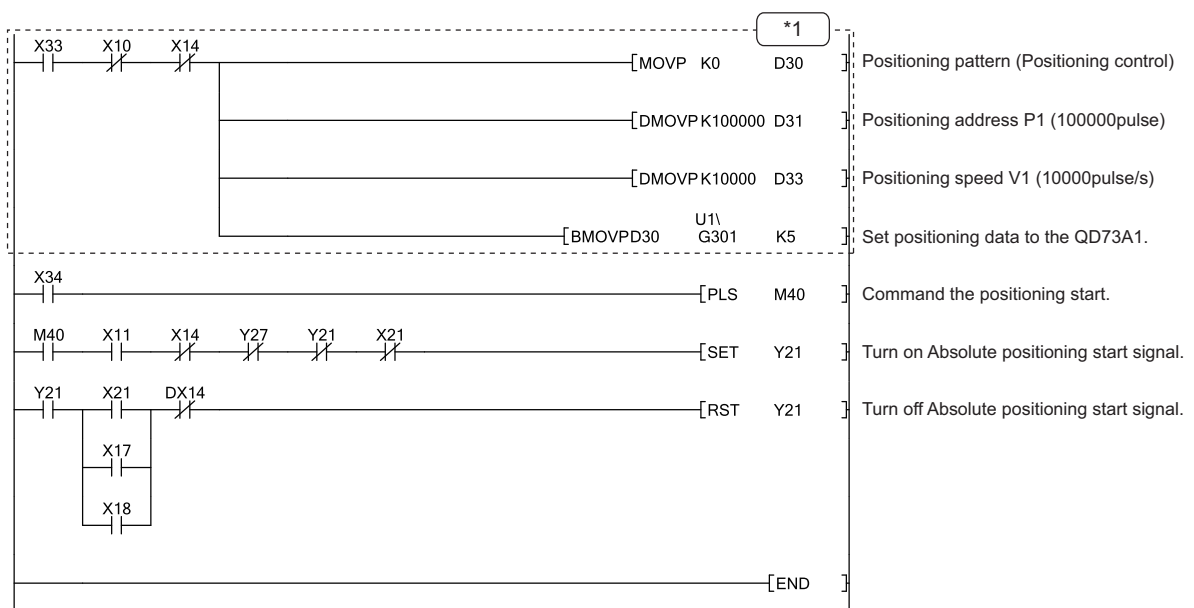 *1
X33 X10 X14
[MOVP K0 D30 ] Positioning pattern (Positioning control)
[DMOVP K100000 D31 ] Positioning address P1 (100000pulse)
[DMOVP K10000 D33 ] Positioning speed V1 (10000pulse/s)
U1\
[BMOVPD30 G301 K5 ] Set positioning data to the QD73A1.
X34
[PLS M40 ] Command the positioning start.
M40 X11 X14 Y27 Y21 X21
[SET Y21 ] Turn on Absolute positioning start signal.
Y21 X21 DX14
[RST Y21 ] Turn off Absolute positioning start signal.
X17
X18
[END ]